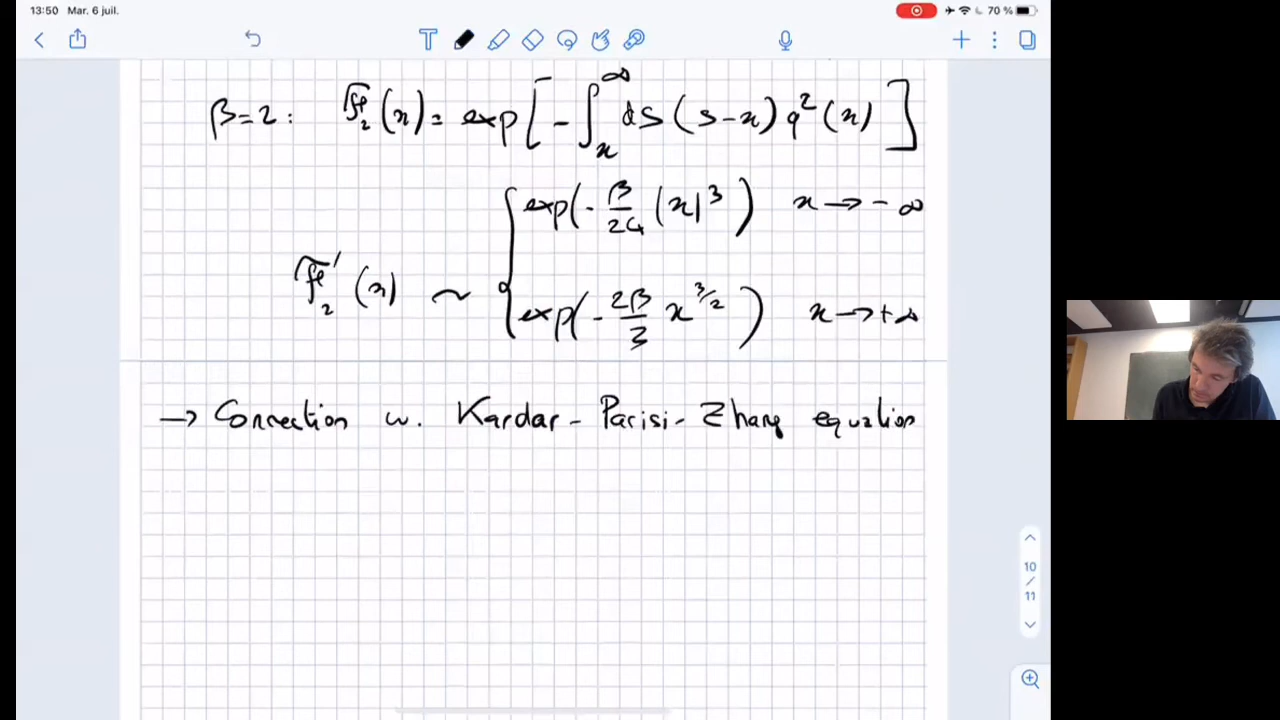 13:50 Mar. 6 juil. 70 %
β=2 : ℱ₂(x) = exp[ - ∫ₓ^∞ ds (s-x) q²(x) ]
ℱ₂'(x) ~ { exp( - β/24 |x|³ ) x → -∞
exp( - 2β/3 x^{3/2} ) x → +∞
→ Connection w. Kardar-Parisi-Zhang equation
10
/
11